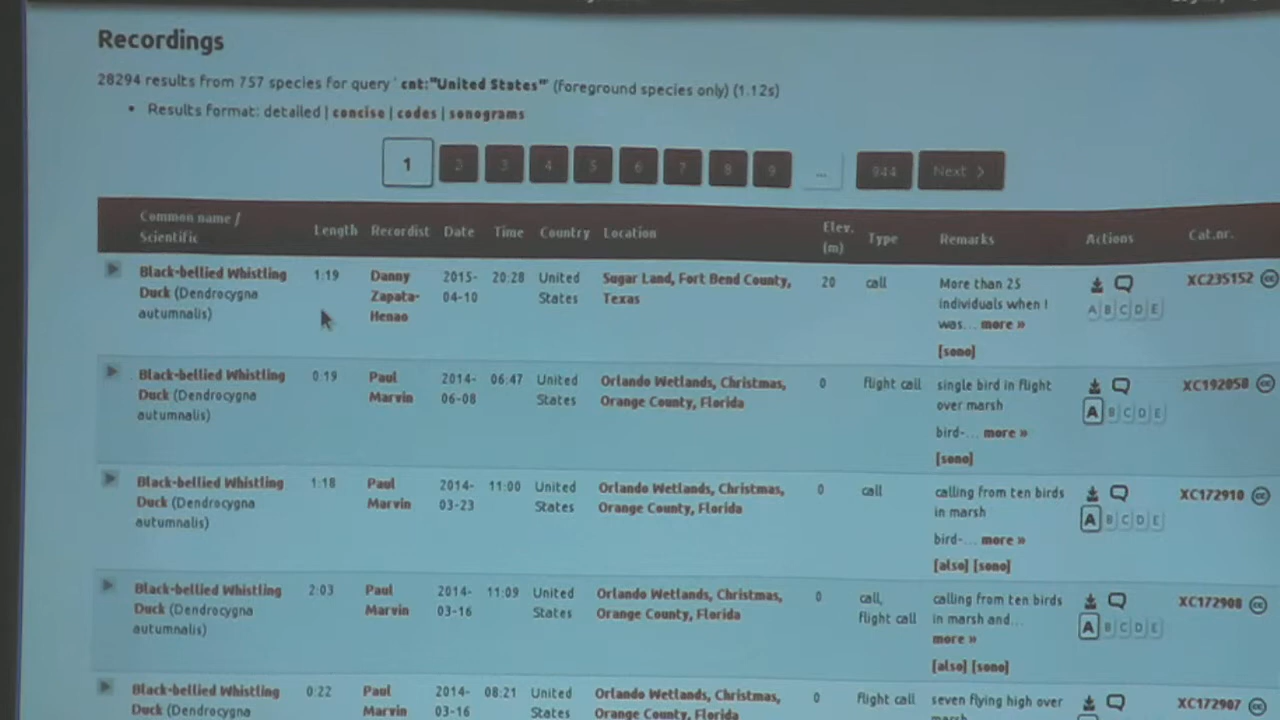 Recordings
28294 results from 757 species for query ' cnt:"United States" (foreground species only) (1.12s)
• Results format: detailed | concise | codes | sonograms
1 2 3 4 5 6 7 8 9 ... 944 Next >
Common name / Scientific Length Recordist Date Time Country Location Elev. (m) Type Remarks Actions Cat.nr.
Black-bellied Whistling 1:19 Danny 2015- 20:28 United Sugar Land, Fort Bend County, 20 call More than 25 XC235152
Duck (Dendrocygna Zapata- 04-10 States Texas individuals when I
autumnalis) Henao was... more » A B C D E
[sono]
Black-bellied Whistling 0:19 Paul 2014- 06:47 United Orlando Wetlands, Christmas, 0 flight call single bird in flight XC192058
Duck (Dendrocygna Marvin 06-08 States Orange County, Florida over marsh A B C D E
autumnalis) bird-... more »
[sono]
Black-bellied Whistling 1:18 Paul 2014- 11:00 United Orlando Wetlands, Christmas, 0 call calling from ten birds XC172910
Duck (Dendrocygna Marvin 03-23 States Orange County, Florida in marsh A B C D E
autumnalis) bird-... more »
[also] [sono]
Black-bellied Whistling 2:03 Paul 2014- 11:09 United Orlando Wetlands, Christmas, 0 call, calling from ten birds XC172908
Duck (Dendrocygna Marvin 03-16 States Orange County, Florida flight call in marsh and... A B C D E
autumnalis) more »
[also] [sono]
Black-bellied Whistling 0:22 Paul 2014- 08:21 United Orlando Wetlands, Christmas, 0 flight call seven flying high over XC172907
Duck (Dendrocygna Marvin 03-16 States Orange County, Florida